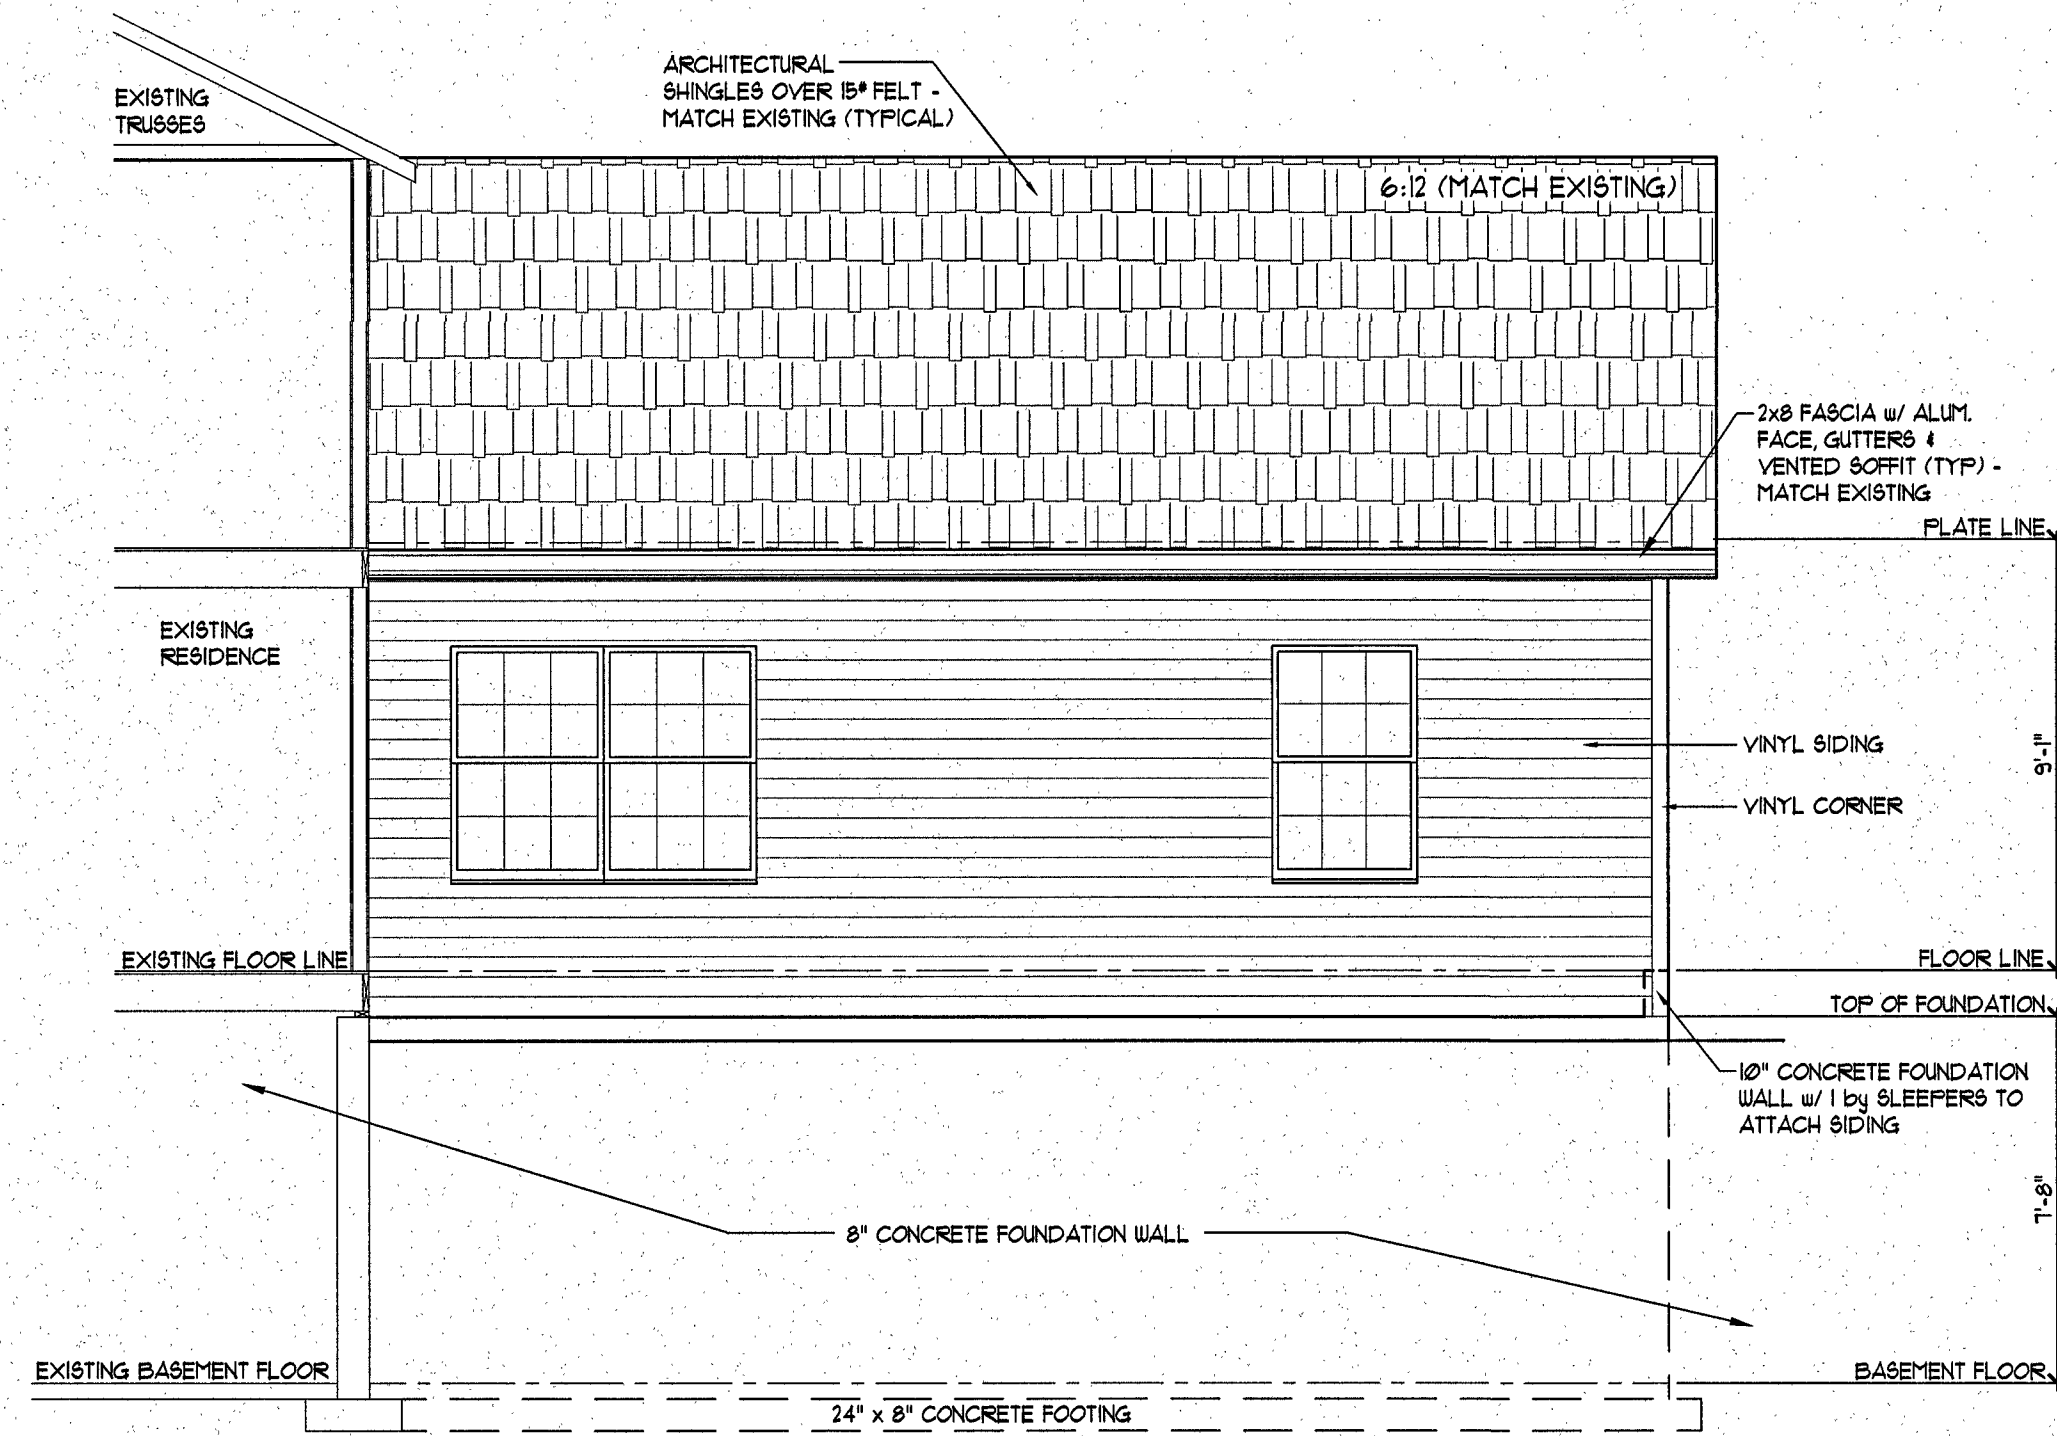 ARCHITECTURAL
SHINGLES OVER 15# FELT -
MATCH EXISTING (TYPICAL)
EXISTING
TRUSSES
6:12 (MATCH EXISTING)
2x8 FASCIA w/ ALUM.
FACE, GUTTERS &
VENTED SOFFIT (TYP) -
MATCH EXISTING
PLATE LINE
EXISTING
RESIDENCE
VINYL SIDING
9'-1"
VINYL CORNER
EXISTING FLOOR LINE
FLOOR LINE
TOP OF FOUNDATION
10" CONCRETE FOUNDATION
WALL w/ 1 by SLEEPERS TO
ATTACH SIDING
7'-8"
8" CONCRETE FOUNDATION WALL
EXISTING BASEMENT FLOOR
BASEMENT FLOOR
24" x 8" CONCRETE FOOTING